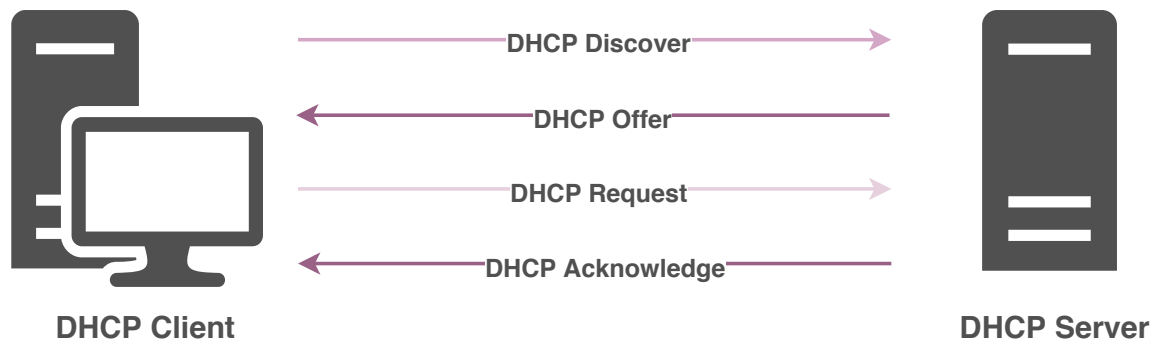 DHCP Discover
DHCP Offer
DHCP Request
DHCP Acknowledge
DHCP Client
DHCP Server